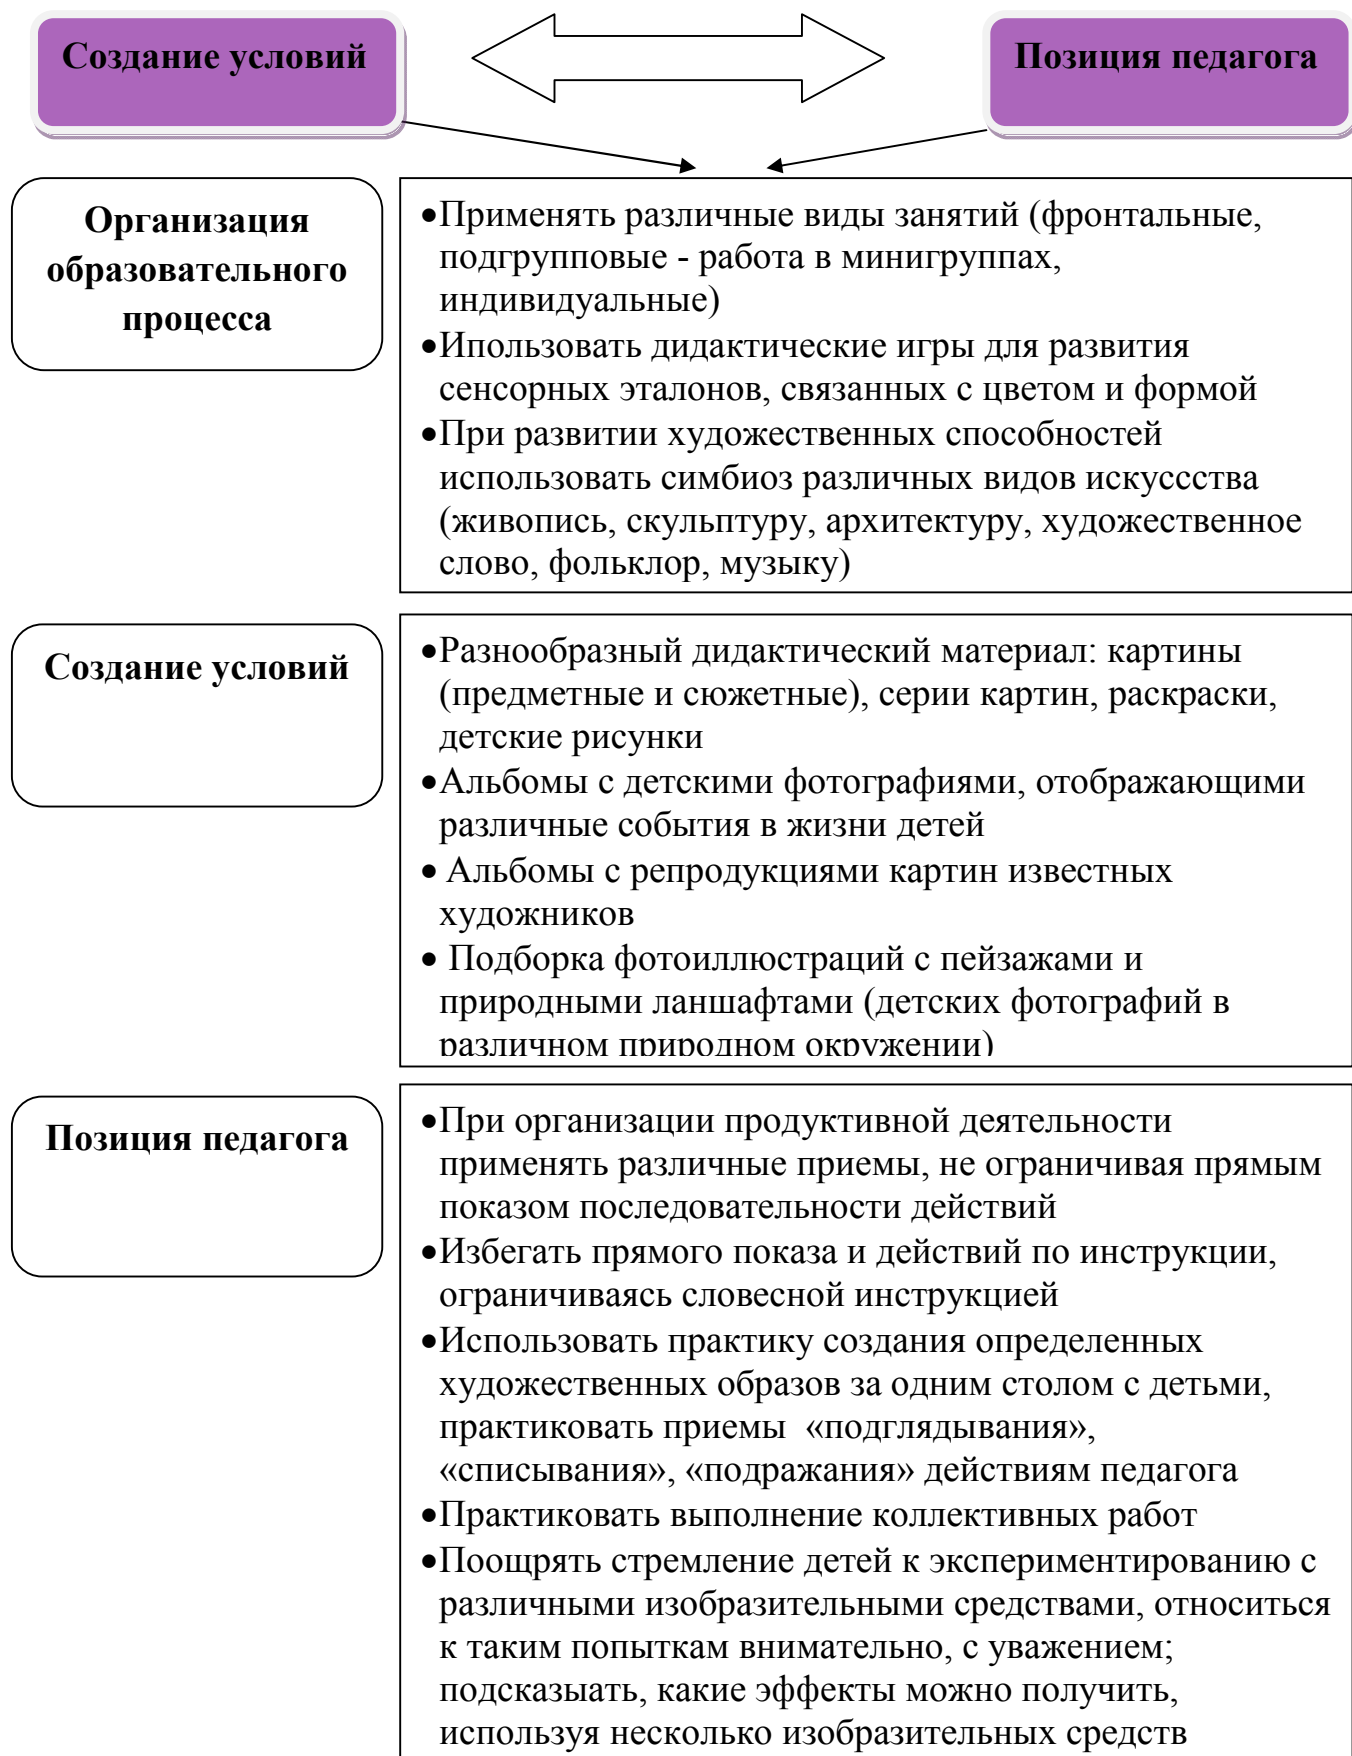 Создание условий
Позиция педагога
Организация
образовательного
процесса
•Применять различные виды занятий (фронтальные,
подгрупповые - работа в минигруппах,
индивидуальные)
•Ипользовать дидактические игры для развития
сенсорных эталонов, связанных с цветом и формой
•При развитии художественных способностей
использовать симбиоз различных видов искуссства
(живопись, скульптуру, архитектуру, художественное
слово, фольклор, музыку)
Создание условий
•Разнообразный дидактический материал: картины
(предметные и сюжетные), серии картин, раскраски,
детские рисунки
•Альбомы с детскими фотографиями, отображающими
различные события в жизни детей
• Альбомы с репродукциями картин известных
художников
• Подборка фотоиллюстраций с пейзажами и
природными ланшафтами (детских фотографий в
различном природном окружении)
Позиция педагога
•При организации продуктивной деятельности
применять различные приемы, не ограничивая прямым
показом последовательности действий
•Избегать прямого показа и действий по инструкции,
ограничиваясь словесной инструкцией
•Использовать практику создания определенных
художественных образов за одним столом с детьми,
практиковать приемы «подглядывания»,
«списывания», «подражания» действиям педагога
•Практиковать выполнение коллективных работ
•Поощрять стремление детей к экспериментированию с
различными изобразительными средствами, относиться
к таким попыткам внимательно, с уважением;
подсказыать, какие эффекты можно получить,
используя несколько изобразительных средств